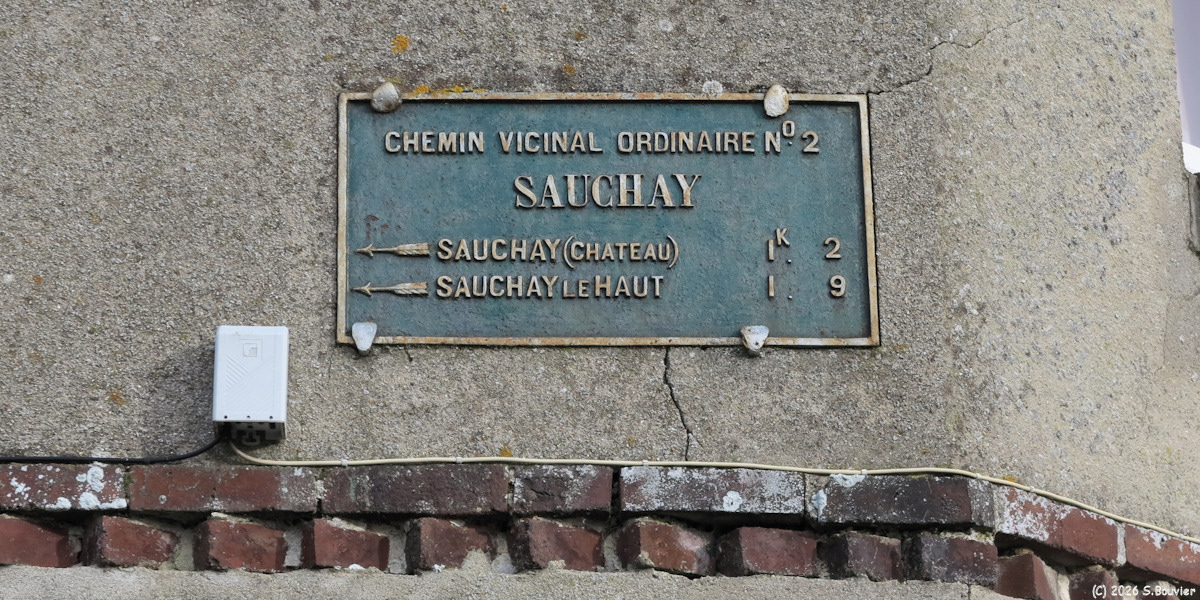 CHEMIN VICINAL ORDINAIRE Nº 2
SAUCHAY
SAUCHAY (CHATEAU) 1K. 2
SAUCHAY LE HAUT 1. 9
(C) 2026 S.Bouvier